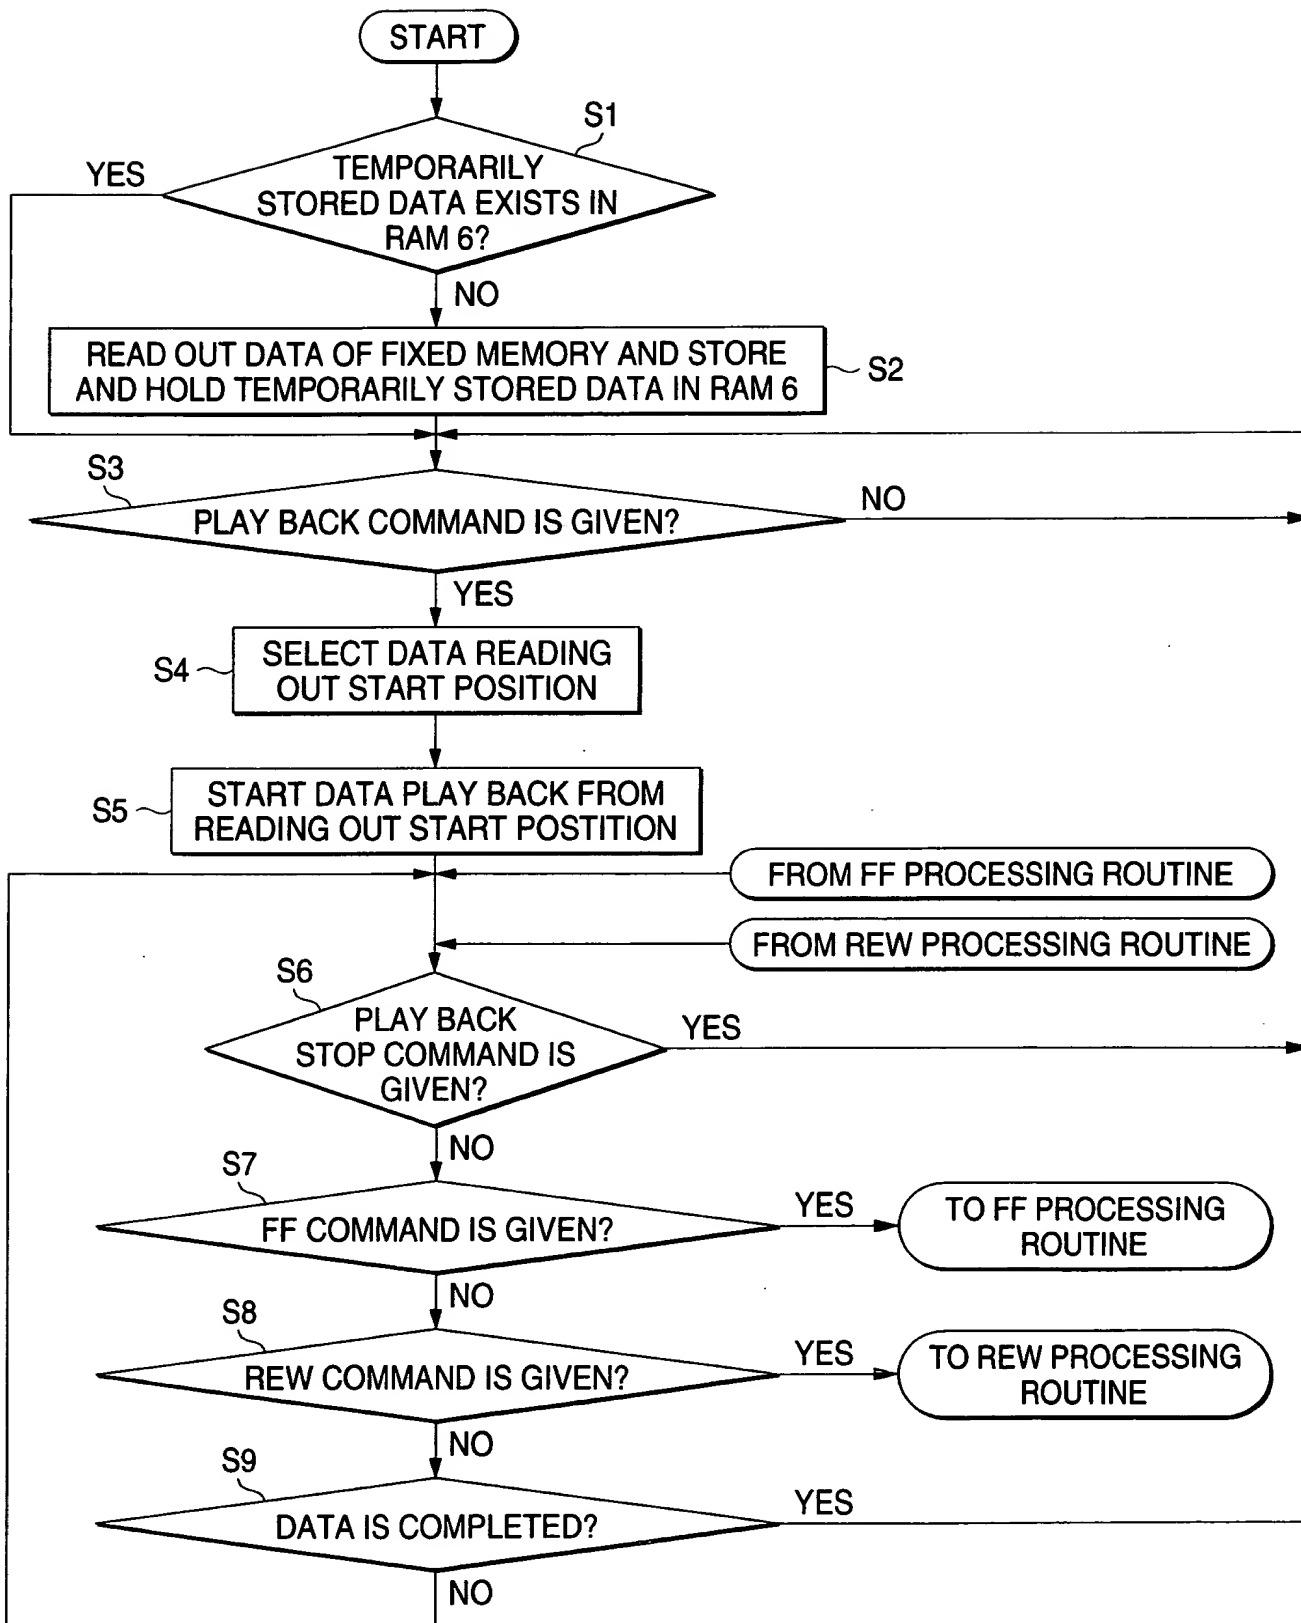 START
S1
YES
TEMPORARILY
STORED DATA EXISTS IN
RAM 6?
NO
READ OUT DATA OF FIXED MEMORY AND STORE
AND HOLD TEMPORARILY STORED DATA IN RAM 6
S2
S3
PLAY BACK COMMAND IS GIVEN?
NO
YES
S4
SELECT DATA READING
OUT START POSITION
S5
START DATA PLAY BACK FROM
READING OUT START POSTITION
FROM FF PROCESSING ROUTINE
FROM REW PROCESSING ROUTINE
S6
PLAY BACK
STOP COMMAND IS
GIVEN?
YES
NO
S7
FF COMMAND IS GIVEN?
YES
TO FF PROCESSING
ROUTINE
NO
S8
REW COMMAND IS GIVEN?
YES
TO REW PROCESSING
ROUTINE
NO
S9
DATA IS COMPLETED?
YES
NO